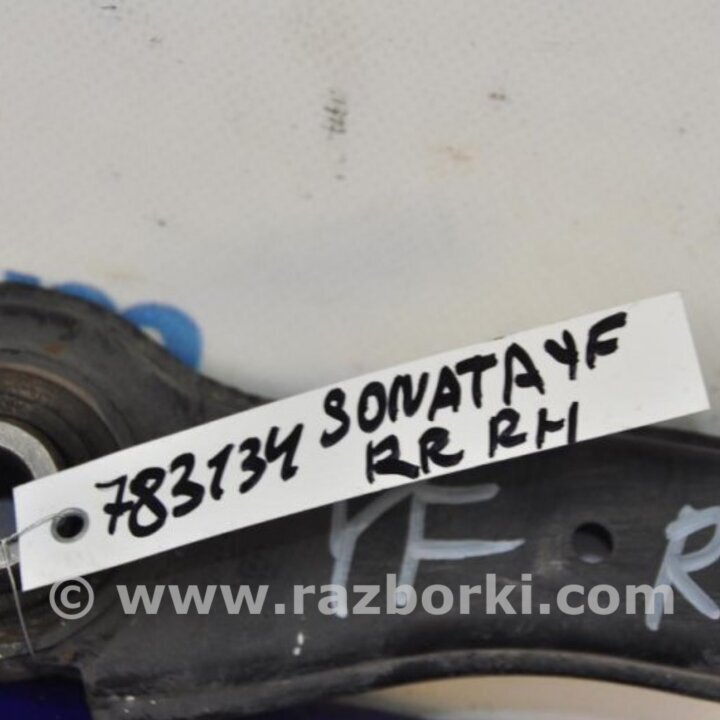 783134 SONATA YF
RR RH
YF R
© www.razborki.com